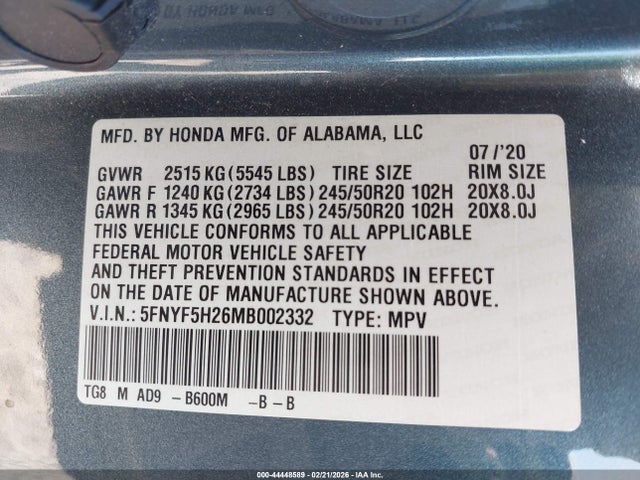 MFD. BY HONDA MFG. OF ALABAMA, LLC
07/'20
GVWR 2515 KG (5545 LBS) TIRE SIZE RIM SIZE
GAWR F 1240 KG (2734 LBS) 245/50R20 102H 20X8.0J
GAWR R 1345 KG (2965 LBS) 245/50R20 102H 20X8.0J
THIS VEHICLE CONFORMS TO ALL APPLICABLE
FEDERAL MOTOR VEHICLE SAFETY
AND THEFT PREVENTION STANDARDS IN EFFECT
ON THE DATE OF MANUFACTURE SHOWN ABOVE.
V.I.N.: 5FNYF5H26MB002332 TYPE: MPV
TG8 M AD9 -B600M -B-B
000-44448589 - 02/21/2026 - IAA Inc.